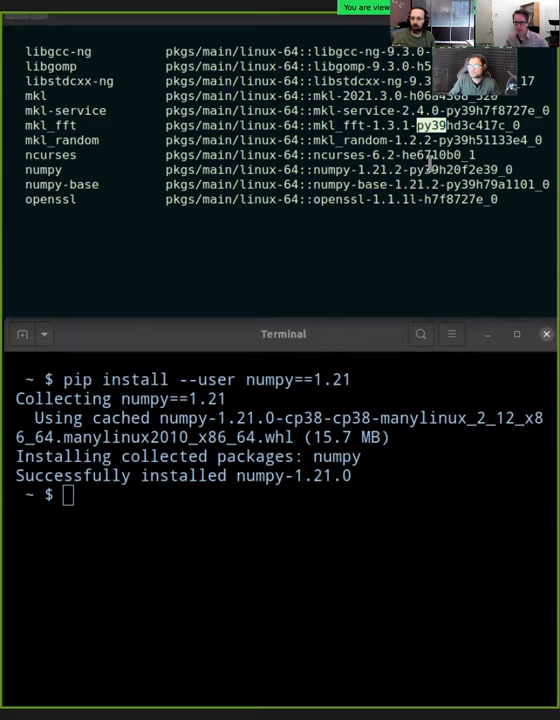 You are view
libgcc-ng pkgs/main/linux-64::libgcc-ng-9.3.0-
libgomp pkgs/main/linux-64::libgomp-9.3.0-h5
libstdcxx-ng pkgs/main/linux-64::libstdcxx-ng-9.3 17
mkl pkgs/main/linux-64::mkl-2021.3.0-h06a4308_520
mkl-service pkgs/main/linux-64::mkl-service-2.4.0-py39h7f8727e_0
mkl_fft pkgs/main/linux-64::mkl_fft-1.3.1-py39hd3c417c_0
mkl_random pkgs/main/linux-64::mkl_random-1.2.2-py39h51133e4_0
ncurses pkgs/main/linux-64::ncurses-6.2-he6710b0_1
numpy pkgs/main/linux-64::numpy-1.21.2-py39h20f2e39_0
numpy-base pkgs/main/linux-64::numpy-base-1.21.2-py39h79a1101_0
openssl pkgs/main/linux-64::openssl-1.1.1l-h7f8727e_0
Terminal
~ $ pip install --user numpy==1.21
Collecting numpy==1.21
Using cached numpy-1.21.0-cp38-cp38-manylinux_2_12_x8
6_64.manylinux2010_x86_64.whl (15.7 MB)
Installing collected packages: numpy
Successfully installed numpy-1.21.0
~ $